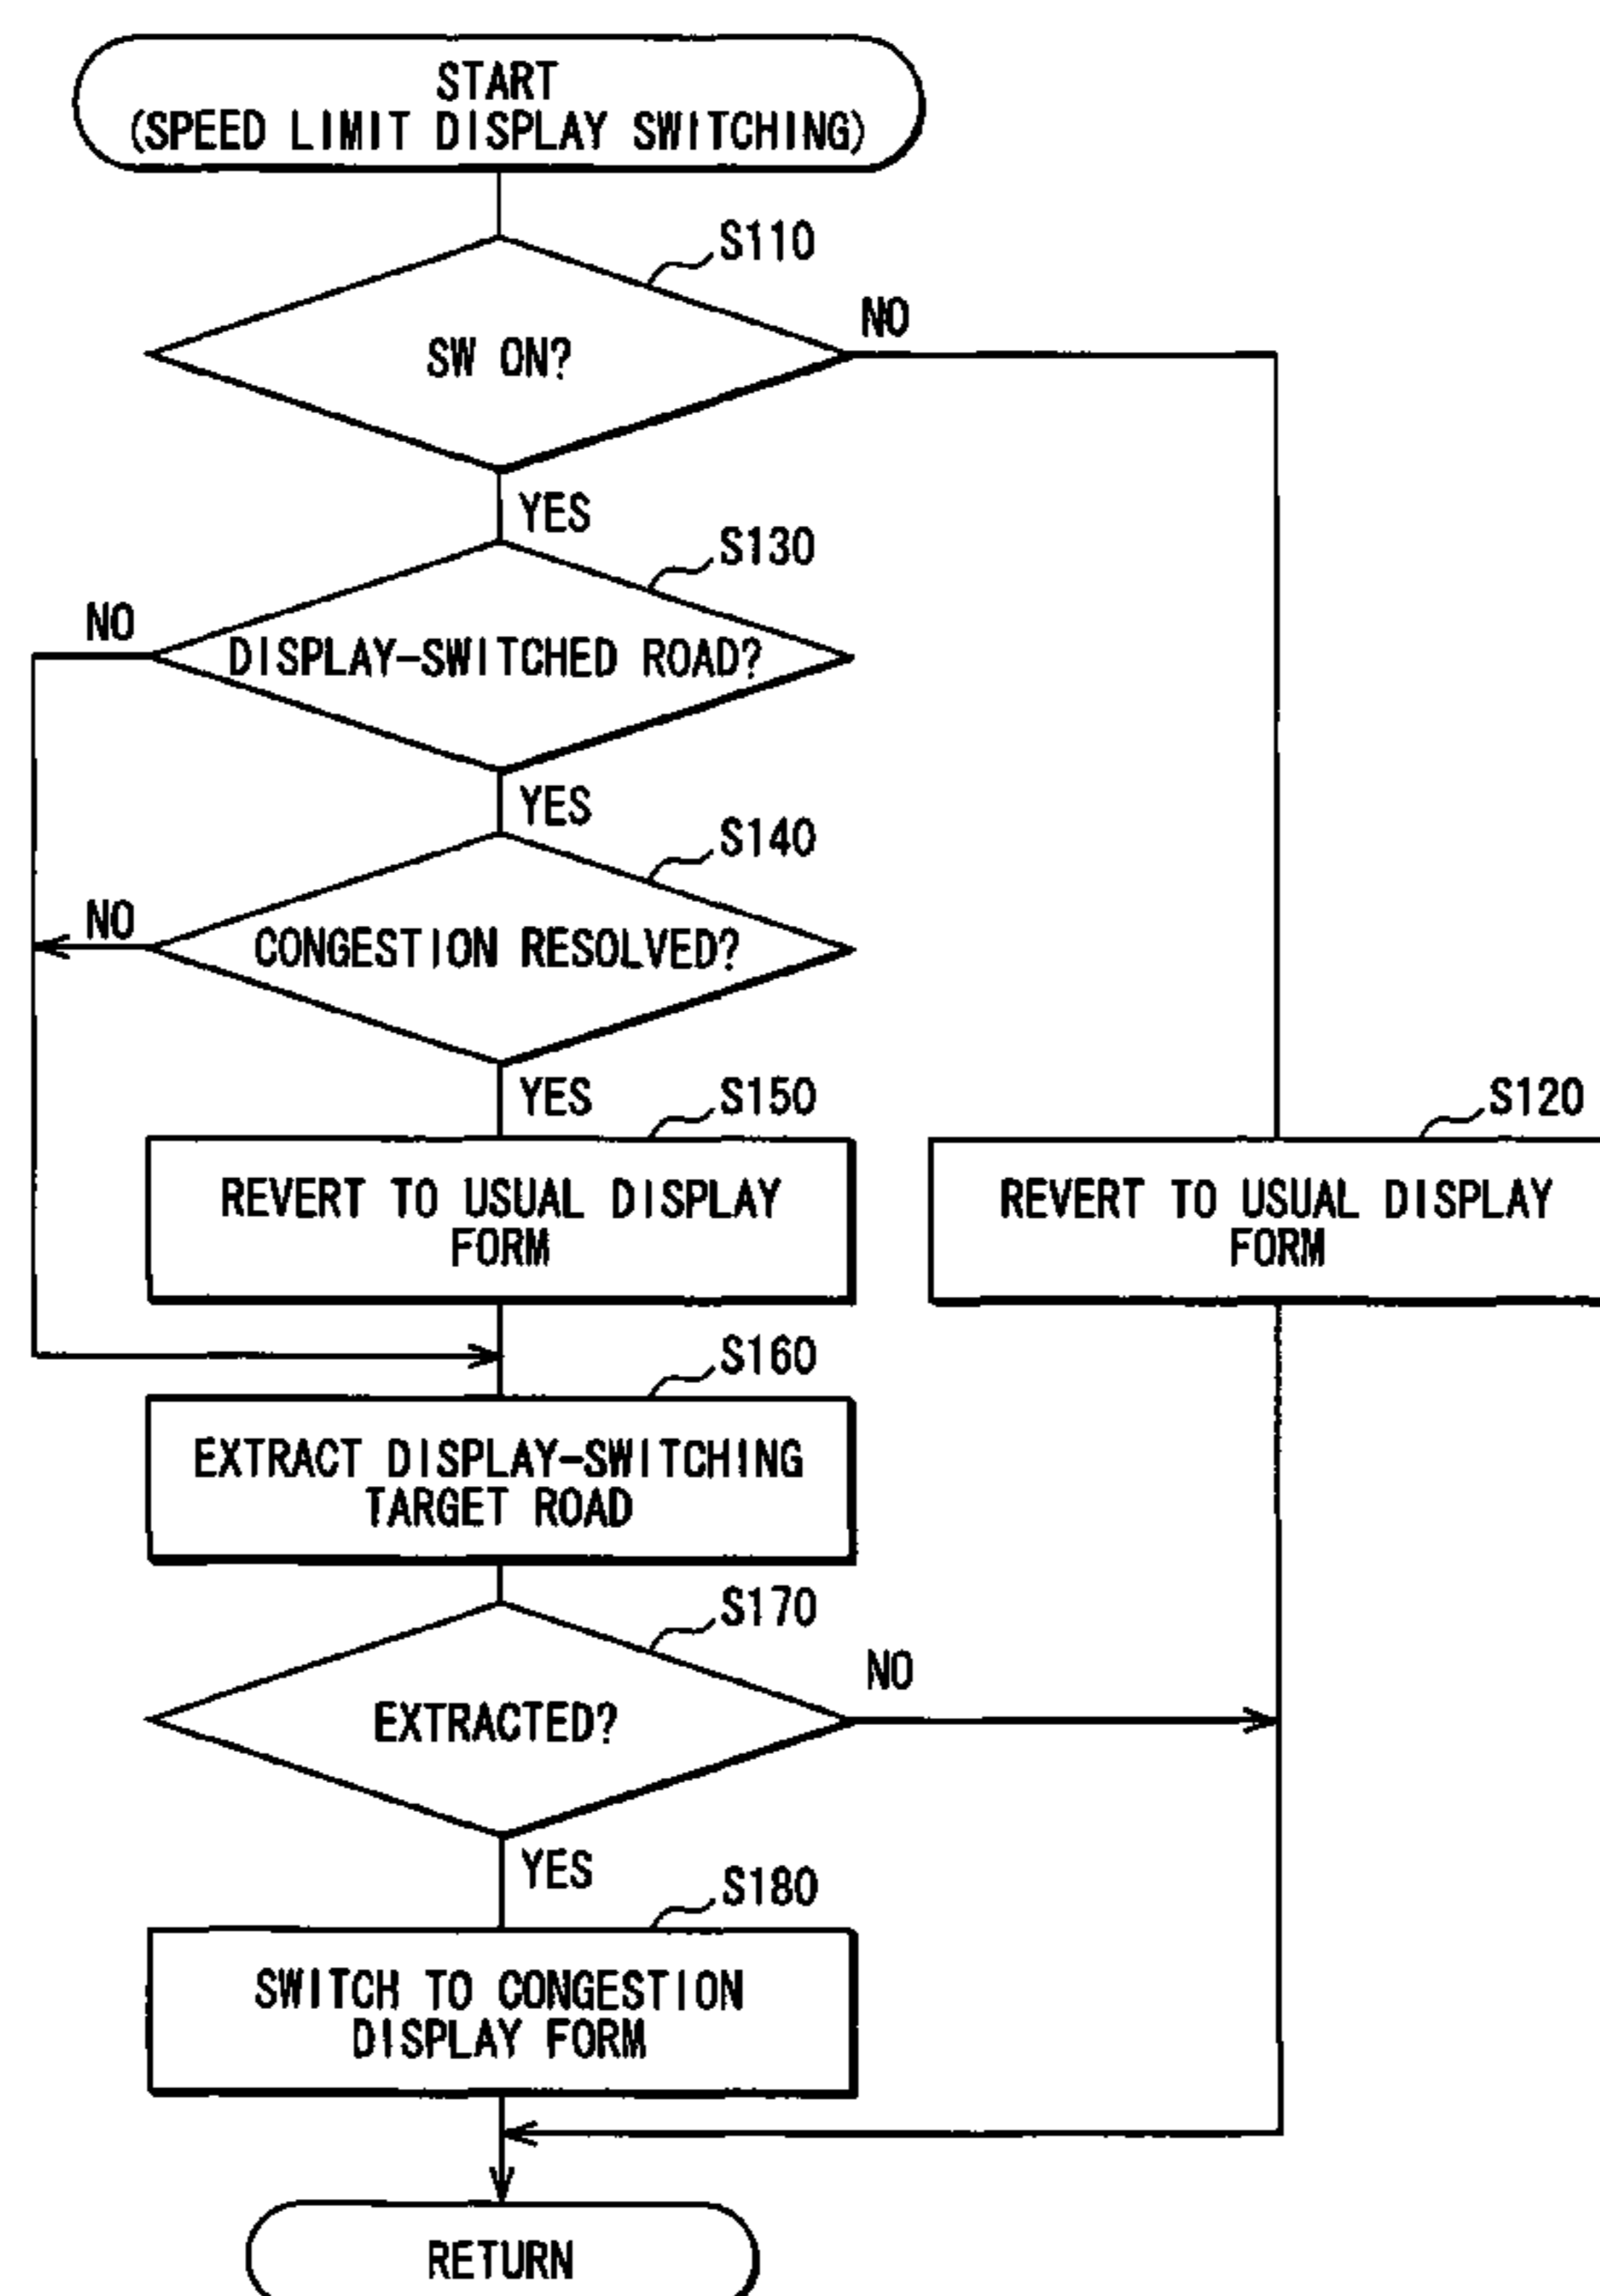 START
(SPEED LIMIT DISPLAY SWITCHING)
S110
SW ON?
NO
YES
S130
DISPLAY-SWITCHED ROAD?
NO
YES
S140
CONGESTION RESOLVED?
NO
YES
S150
REVERT TO USUAL DISPLAY
FORM
S120
REVERT TO USUAL DISPLAY
FORM
S160
EXTRACT DISPLAY-SWITCHING
TARGET ROAD
S170
EXTRACTED?
NO
YES
S180
SWITCH TO CONGESTION
DISPLAY FORM
RETURN